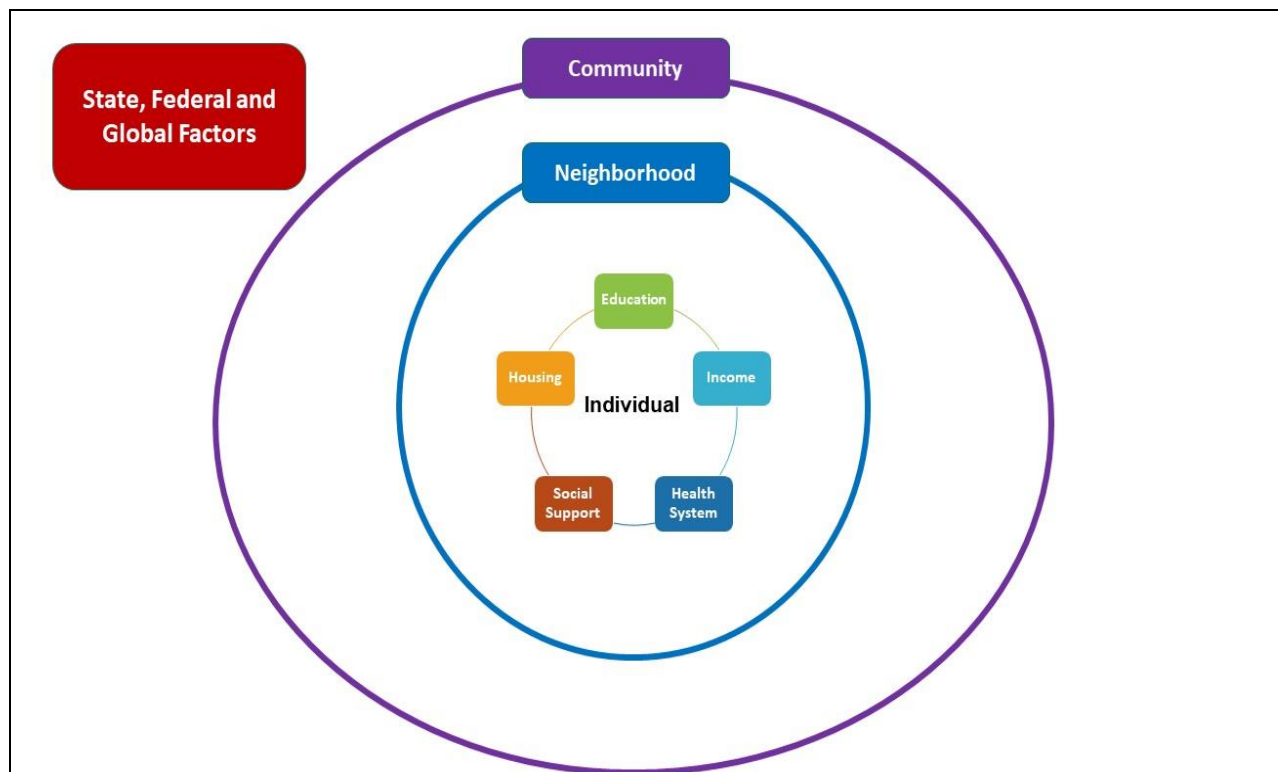 State, Federal and
Global Factors
Community
Neighborhood
Education
Housing
Income
Individual
Social
Support
Health
System